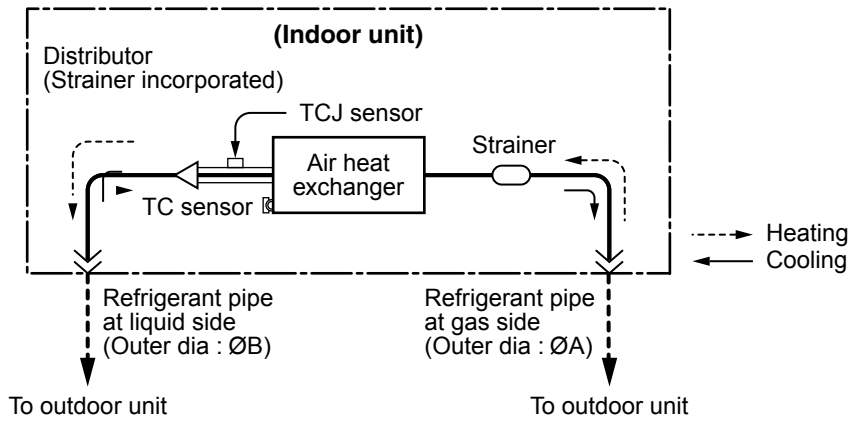 (Indoor unit)
Distributor
(Strainer incorporated)
TCJ sensor
Air heat
exchanger
Strainer
TC sensor
Heating
Cooling
Refrigerant pipe
at liquid side
(Outer dia : ØB)
Refrigerant pipe
at gas side
(Outer dia : ØA)
To outdoor unit
To outdoor unit